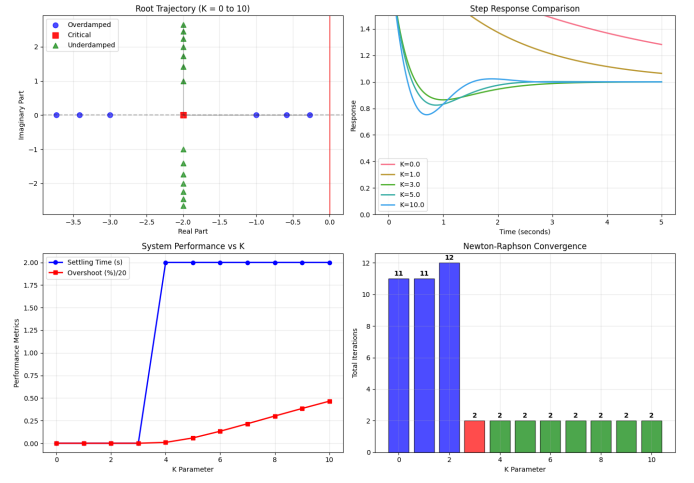 Root Trajectory (K = 0 to 10)
Overdamped
Critical
Underdamped
Imaginary Part
2
1
0
−1
−2
−3.5 −3.0 −2.5 −2.0 −1.5 −1.0 −0.5 0.0
Real Part
Step Response Comparison
Response
1.4
1.2
1.0
0.8
0.6
0.4
0.2
0.0
K=0.0
K=1.0
K=3.0
K=5.0
K=10.0
0 1 2 3 4 5
Time (seconds)
System Performance vs K
Settling Time (s)
Overshoot (%)/20
Performance Metrics
2.00
1.75
1.50
1.25
1.00
0.75
0.50
0.25
0.00
0 2 4 6 8 10
K Parameter
Newton-Raphson Convergence
Total Iterations
12
10
8
6
4
2
0
11 11 12 2 2 2 2 2 2 2 2
0 2 4 6 8 10
K Parameter